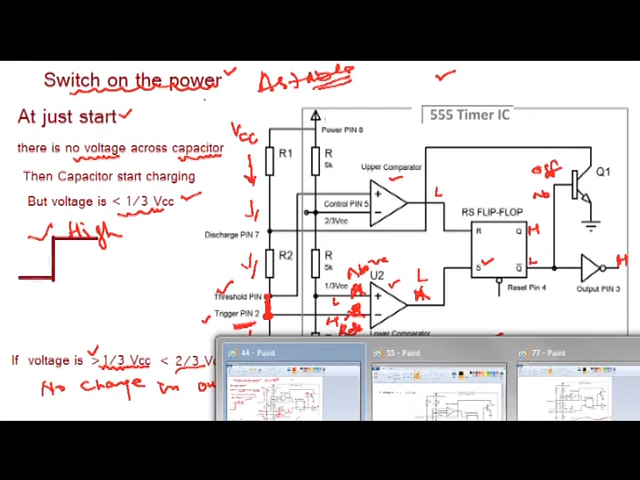 Switch on the power
Astable
At just start
there is no voltage across capacitor
Then Capacitor start charging
But voltage is < 1/3 Vcc
High
If voltage is >1/3 Vcc < 2/3 V
No change in ou
555 Timer IC
Power PIN 8
VCC
R1
R
5k
Upper Comparator
+
-
Control PIN 5
2/3Vcc
Discharge PIN 7
L
RS FLIP-FLOP
R
Q
H
S
Q
L
off
No
Q1
H
Output PIN 3
Reset Pin 4
R2
R
5k
1/3Vcc
Above
U2
+
-
L
H
L
Threshold PIN
Trigger PIN 2
Lower Comparator
44 - Paint
55 - Paint
77 - Paint